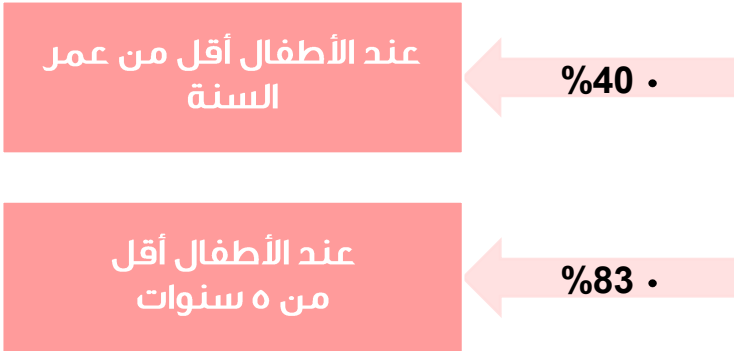 • %40
عند الأطفال أقل من عمر
السنة
• %83
عند الأطفال أقل
من ٥ سنوات